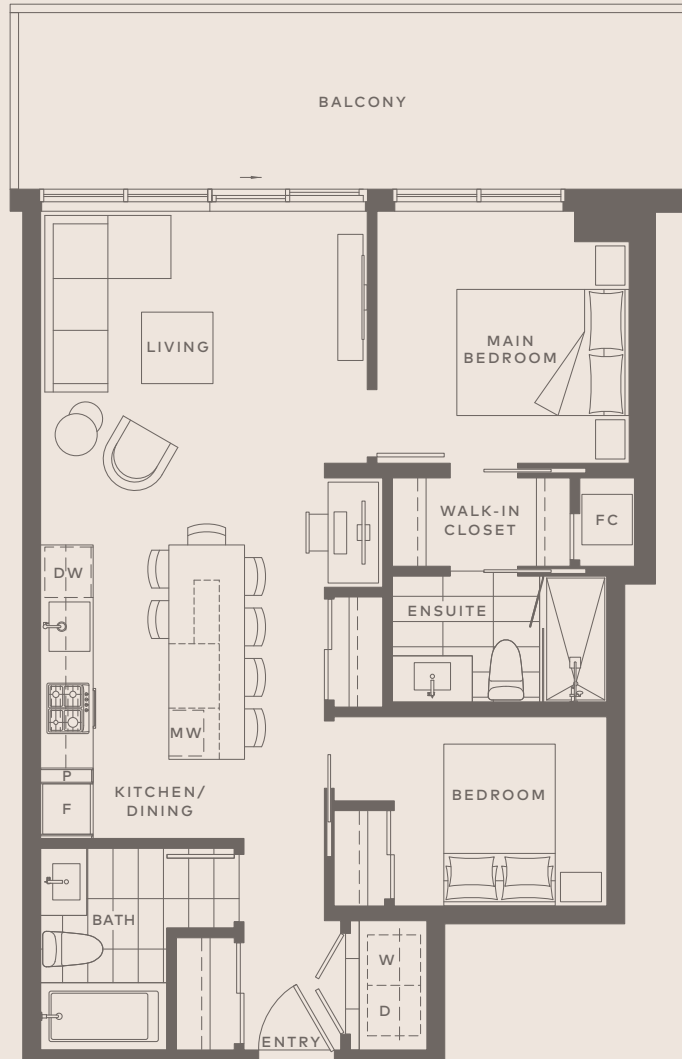 BALCONY
LIVING
MAIN
BEDROOM
WALK-IN
CLOSET
FC
DW
ENSUITE
MW
P
F
KITCHEN/
DINING
BEDROOM
BATH
W
D
ENTRY